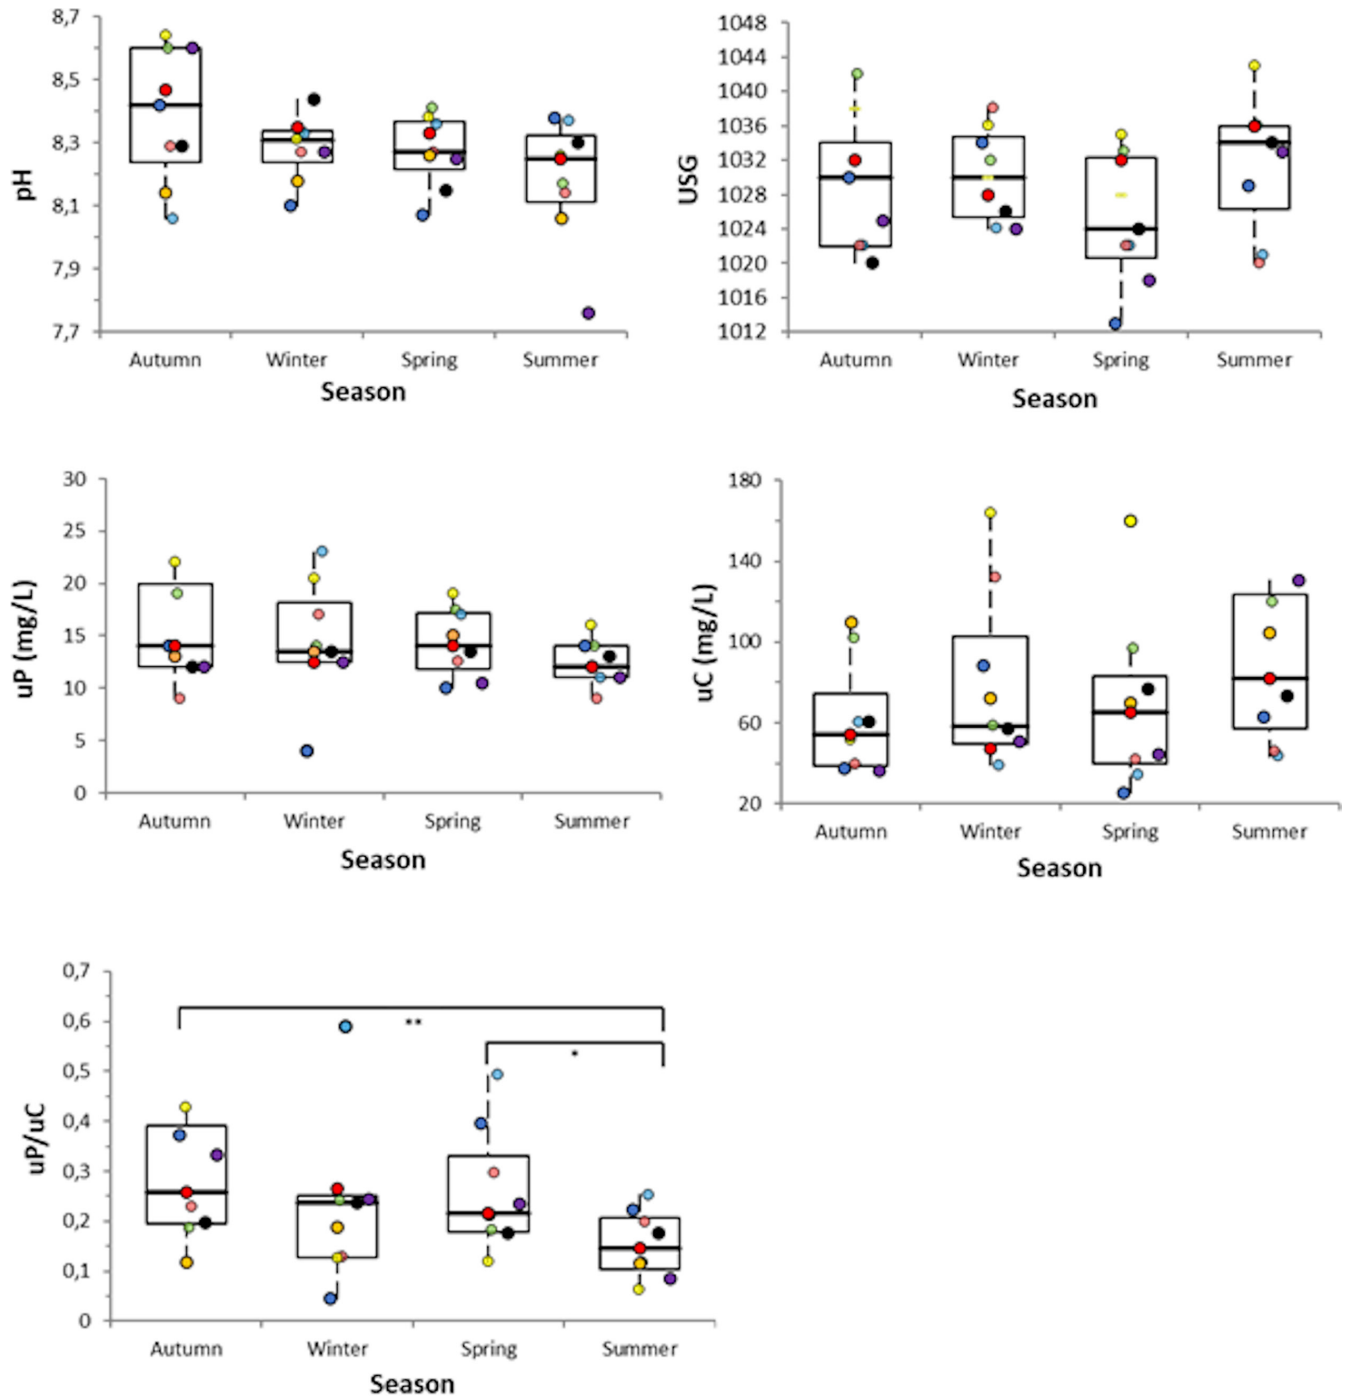 8,7
8,5
8,3
8,1
7,9
7,7
pH
Autumn Winter Spring Summer
Season
1048
1044
1040
1036
1032
1028
1024
1020
1016
1012
USG
Autumn Winter Spring Summer
Season
30
25
20
15
10
5
0
uP (mg/L)
Autumn Winter Spring Summer
Season
180
140
100
60
20
uC (mg/L)
Autumn Winter Spring Summer
Season
0,7
0,6
0,5
0,4
0,3
0,2
0,1
0
uP/uC
**
*
Autumn Winter Spring Summer
Season